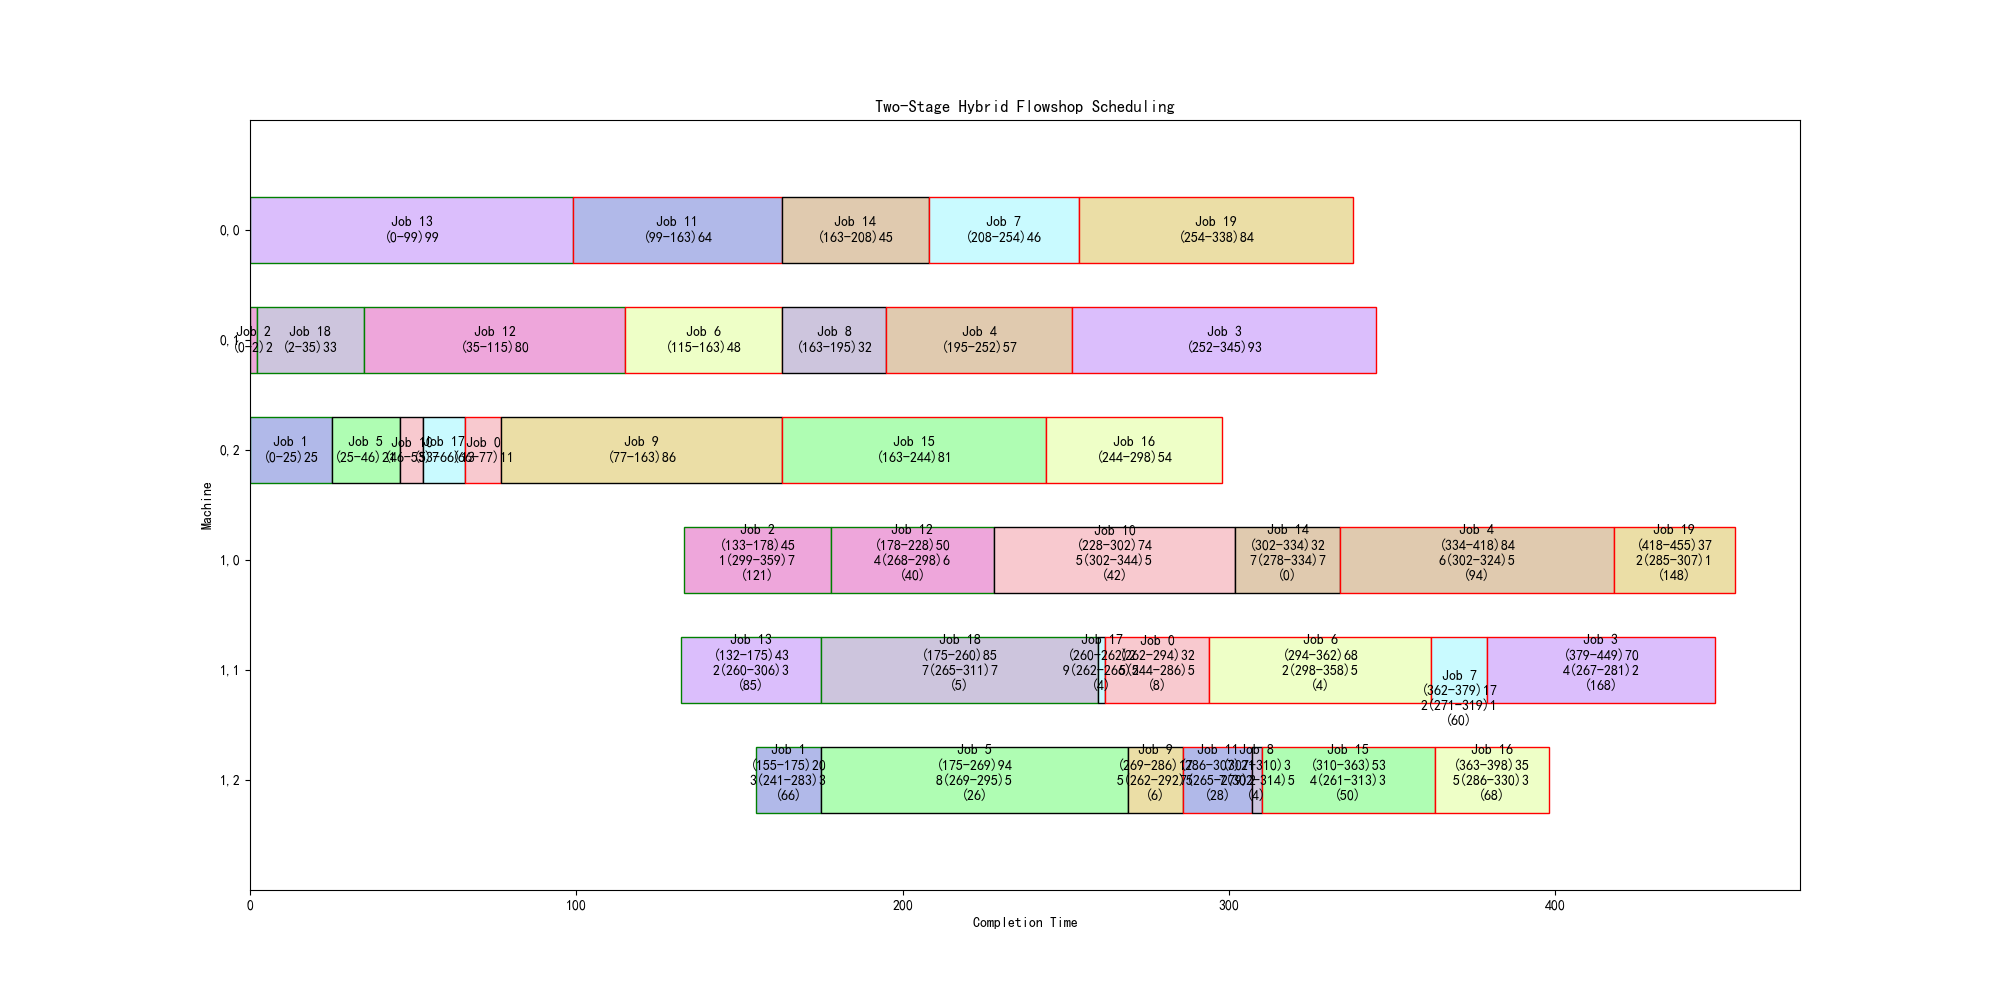 Two-Stage Hybrid Flowshop Scheduling
Machine
0,0
Job 13
(0-99)99
Job 11
(99-163)64
Job 14
(163-208)45
Job 7
(208-254)46
Job 19
(254-338)84
0,1
Job 2
(0-2)2
Job 18
(2-35)33
Job 12
(35-115)80
Job 6
(115-163)48
Job 8
(163-195)32
Job 4
(195-252)57
Job 3
(252-345)93
0,2
Job 1
(0-25)25
Job 5
(25-46)21
Job 10
(46-53)7
Job 17
(53-66)13
Job 0
(66-77)11
Job 9
(77-163)86
Job 15
(163-244)81
Job 16
(244-298)54
1,0
Job 2
(133-178)45
1(299-359)7
(121)
Job 12
(178-228)50
4(268-298)6
(40)
Job 10
(228-302)74
5(302-344)5
(42)
Job 14
(302-334)32
7(278-334)7
(0)
Job 4
(334-418)84
6(302-324)5
(94)
Job 19
(418-455)37
2(285-307)1
(148)
1,1
Job 13
(132-175)43
2(260-306)3
(85)
Job 18
(175-260)85
7(265-311)7
(5)
Job 17
(260-262)2
(4)
Job 0
(262-294)32
(8)
Job 6
(294-362)68
2(298-358)5
(4)
Job 7
(362-379)17
2(271-319)1
(60)
Job 3
(379-449)70
4(267-281)2
(168)
1,2
Job 1
(155-175)20
3(241-283)3
(66)
Job 5
(175-269)94
8(269-295)5
(26)
Job 9
(269-286)17
5(262-292)5
(6)
Job 11
(286-307)21
(28)
Job 8
(307-310)3
(4)
Job 15
(310-363)53
4(261-313)3
(50)
Job 16
(363-398)35
5(286-330)3
(68)
0
100
200
300
400
Completion Time